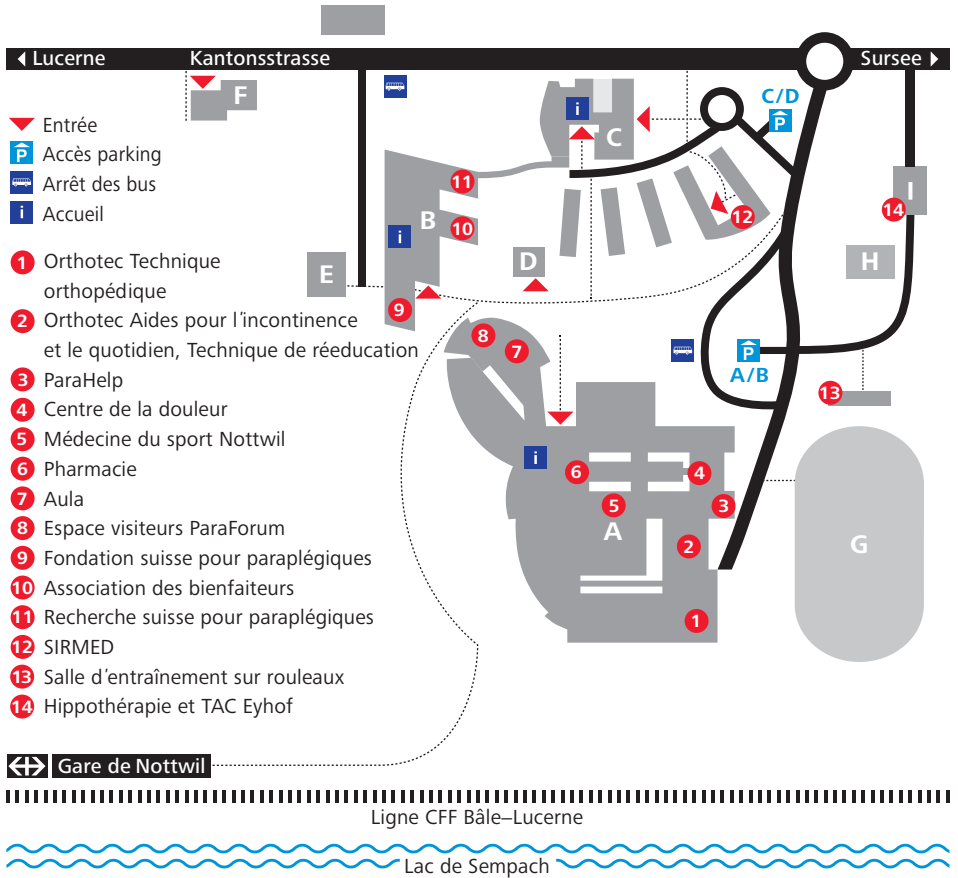 Lucerne
Kantonsstrasse
Sursee
F
C/D
P
i
C
Entrée
P
Accès parking
Arrêt des bus
i
Accueil
11
B
10
i
12
I
14
H
D
E
9
1 Orthotec Technique
orthopédique
2 Orthotec Aides pour l'incontinence
et le quotidien, Technique de réeducation
3 ParaHelp
4 Centre de la douleur
5 Médecine du sport Nottwil
6 Pharmacie
7 Aula
8 Espace visiteurs ParaForum
9 Fondation suisse pour paraplégiques
10 Association des bienfaiteurs
11 Recherche suisse pour paraplégiques
12 SIRMED
13 Salle d'entraînement sur rouleaux
14 Hippothérapie et TAC Eyhof
8
7
P
A/B
13
i
6
4
5
3
A
2
G
1
Gare de Nottwil
Ligne CFF Bâle–Lucerne
Lac de Sempach